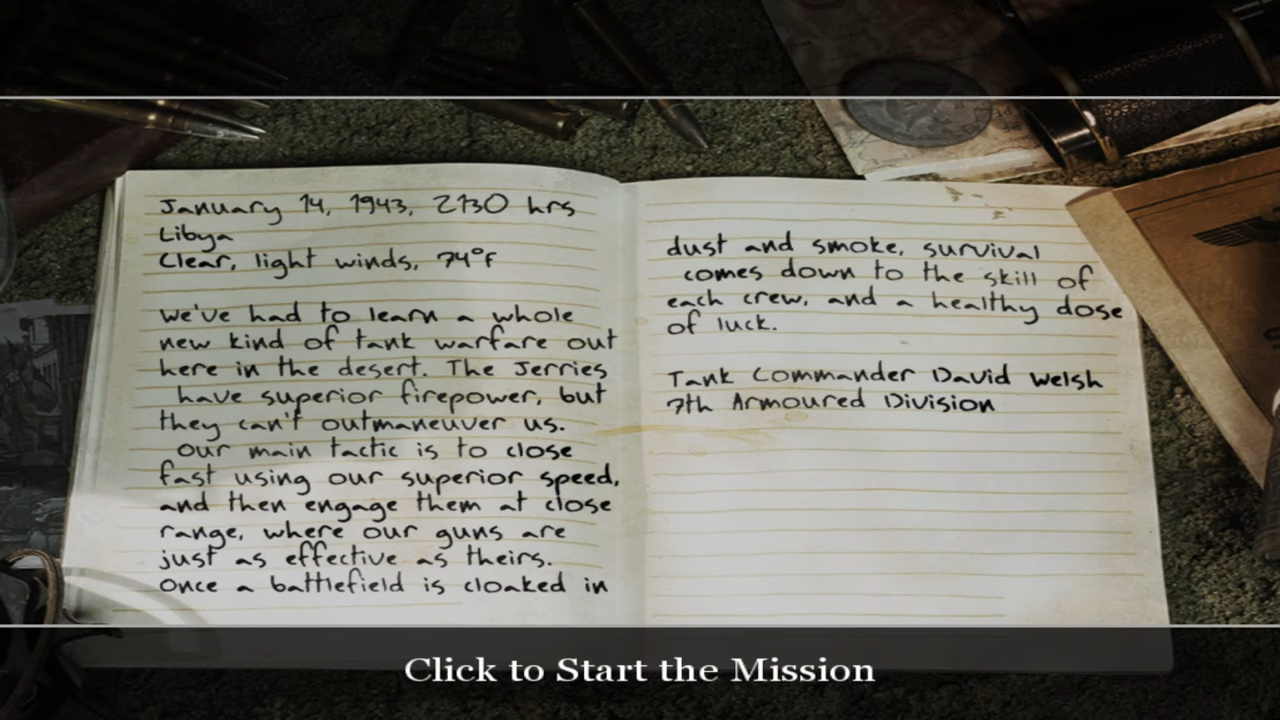 January 14, 1943, 2130 hrs
Libya
Clear, light winds, 74°F
We've had to learn a whole
new kind of tank warfare out
here in the desert. The Jerries
have superior firepower, but
they can't outmaneuver us.
Our main tactic is to close
fast using our superior speed,
and then engage them at close
range, where our guns are
just as effective as theirs.
Once a battlefield is cloaked in
dust and smoke, survival
comes down to the skill of
each crew, and a healthy dose
of luck.
Tank Commander David Welsh
7th Armoured Division
Click to Start the Mission